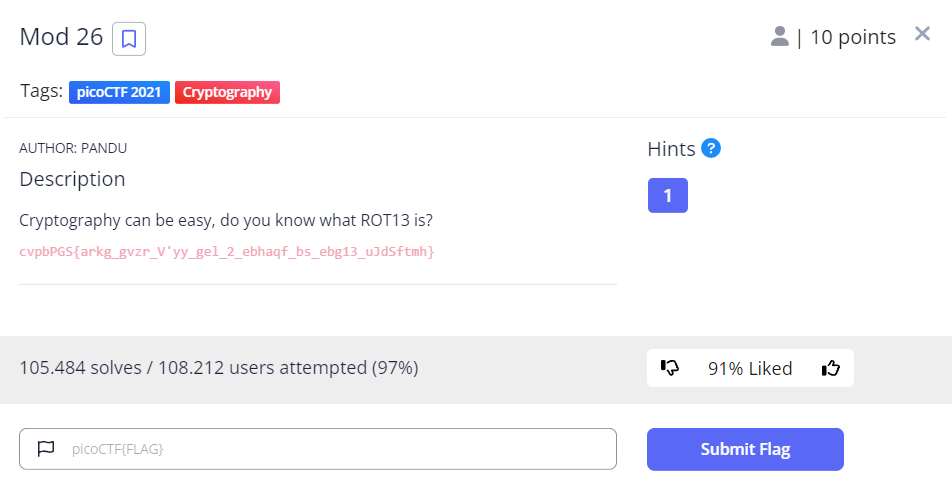 Mod 26
| 10 points
Tags: picoCTF 2021 Cryptography
AUTHOR: PANDU
Description
Cryptography can be easy, do you know what ROT13 is?
cvpbPGS{arkg_gvzr_V'yy_gel_2_ebhaqf_bs_ebg13_uJdSftmh}
Hints ?
1
105.484 solves / 108.212 users attempted (97%)
91% Liked
picoCTF{FLAG}
Submit Flag